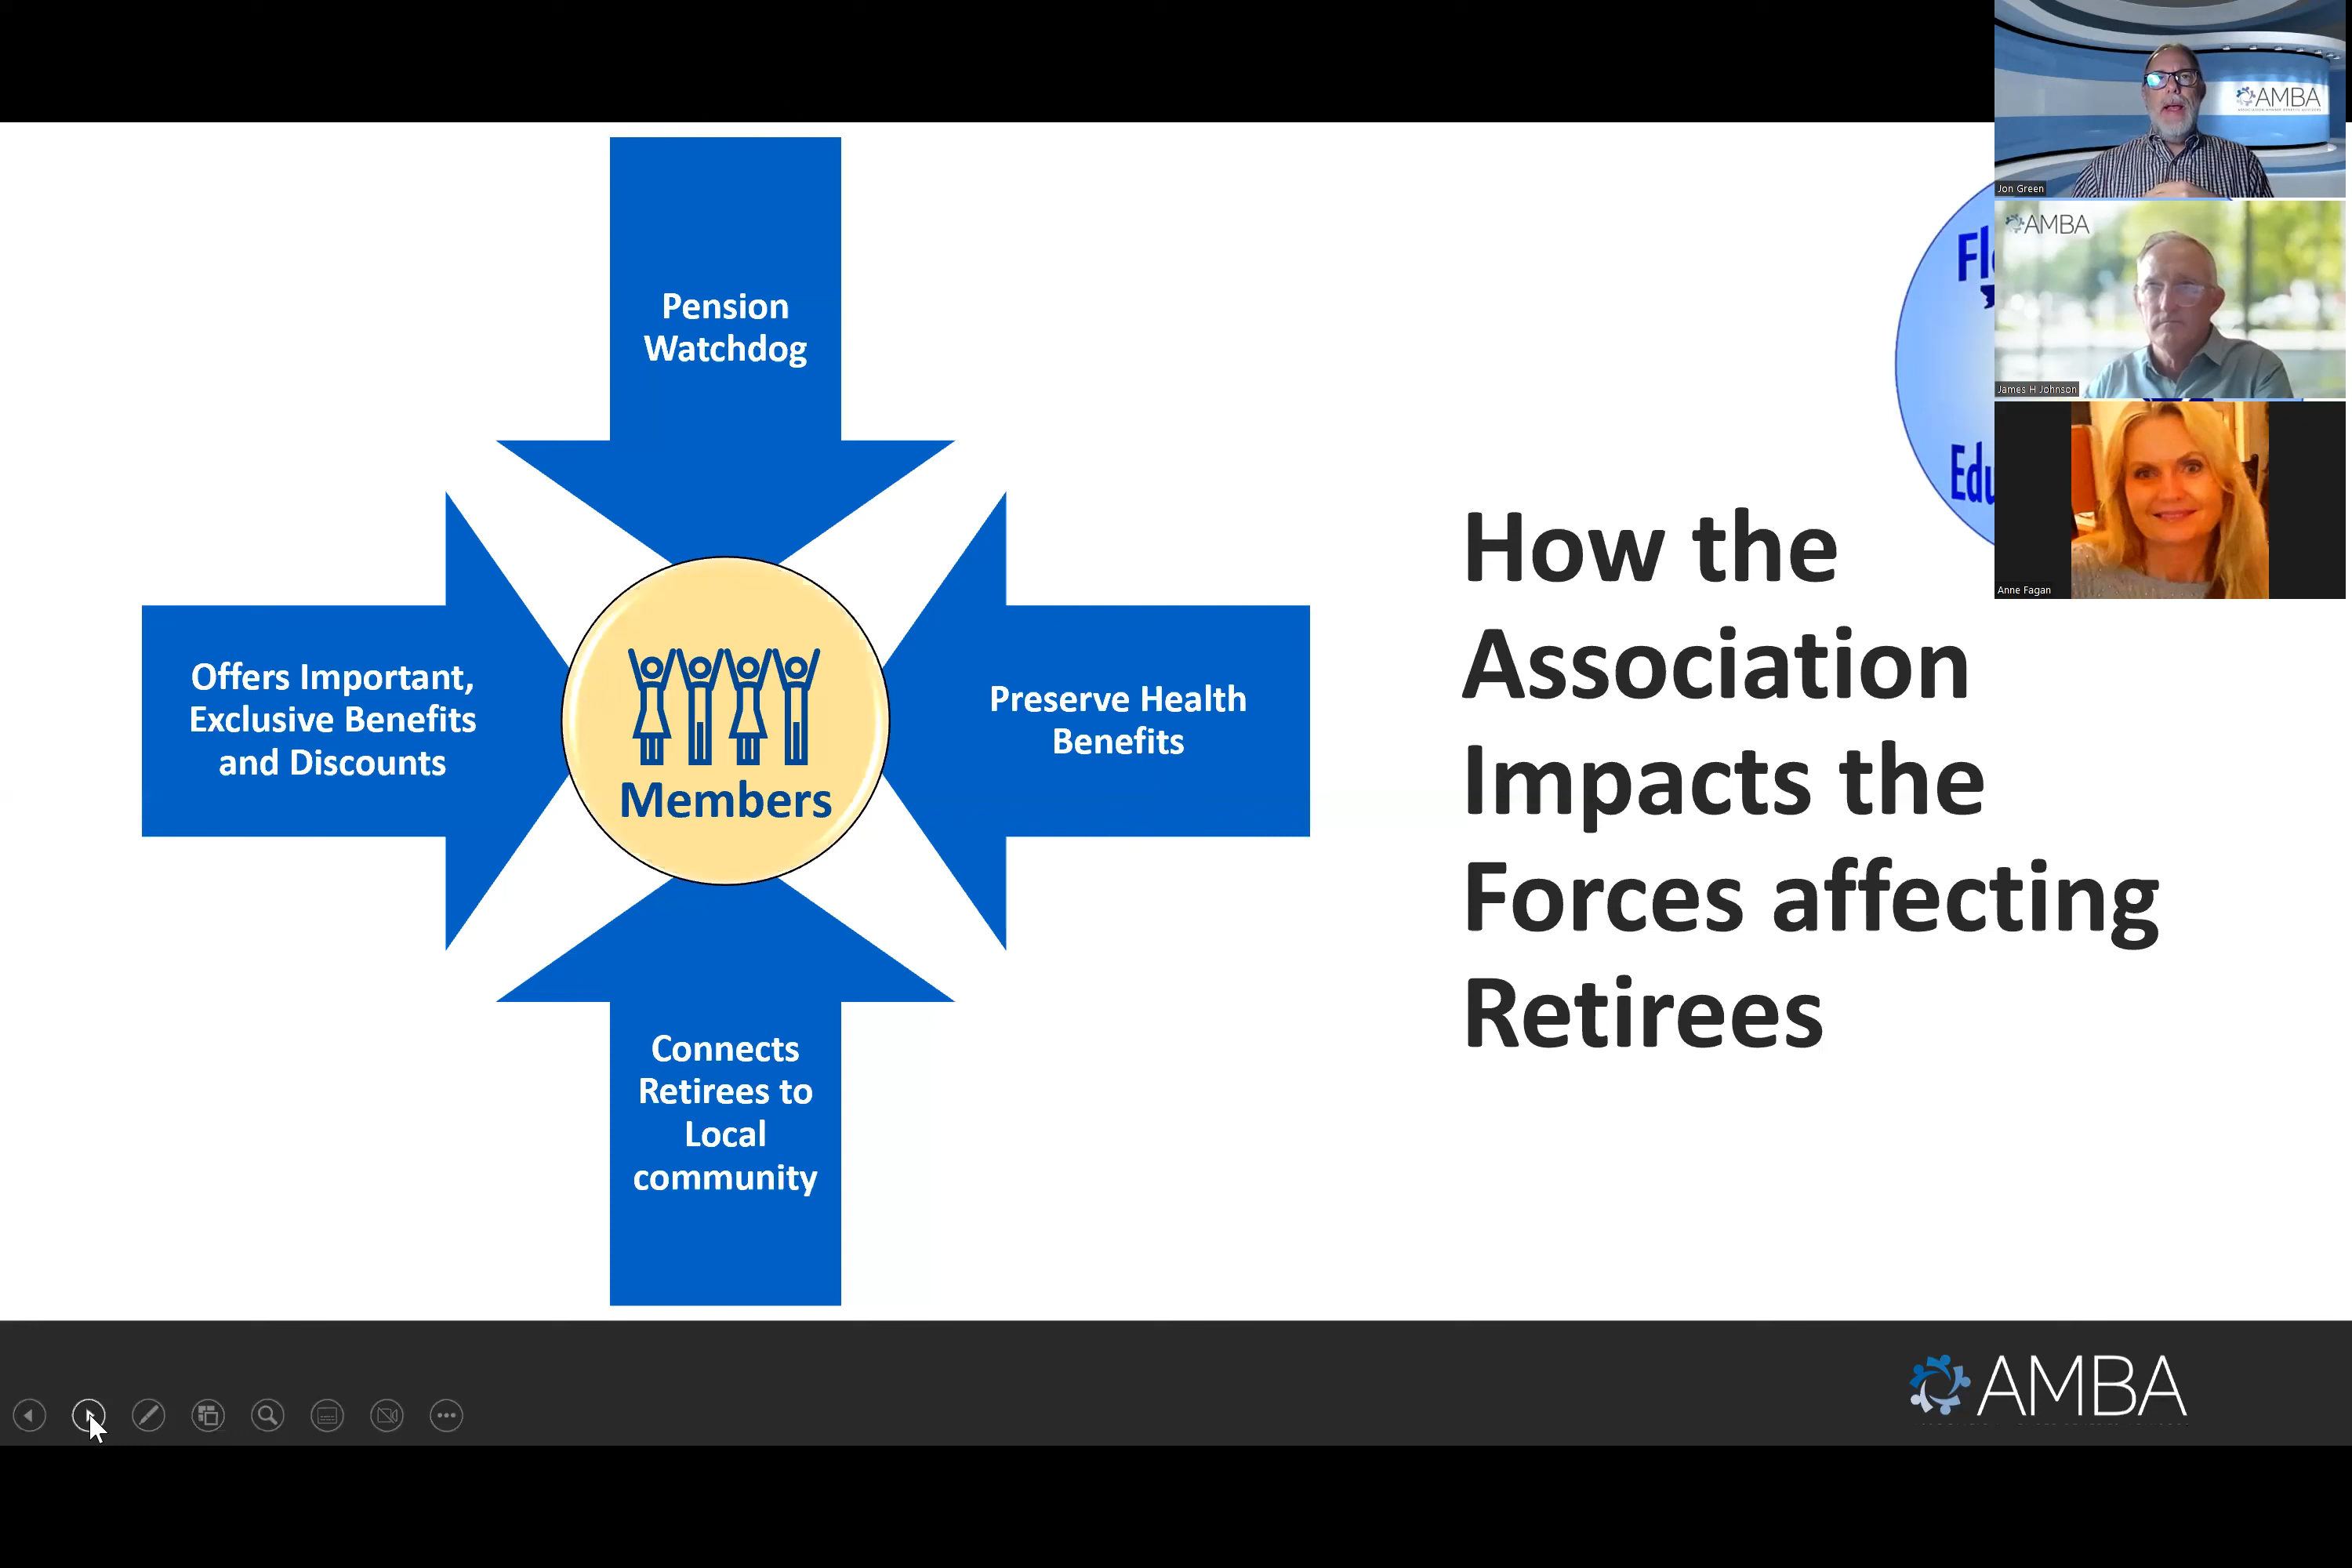 Pension
Watchdog
Offers Important,
Exclusive Benefits
and Discounts
Members
Preserve Health
Benefits
Connects
Retirees to
Local
community
How the
Association
Impacts the
Forces affecting
Retirees
AMBA
Jon Green
AMBA
James H Johnson
Anne Fagan
AMBA